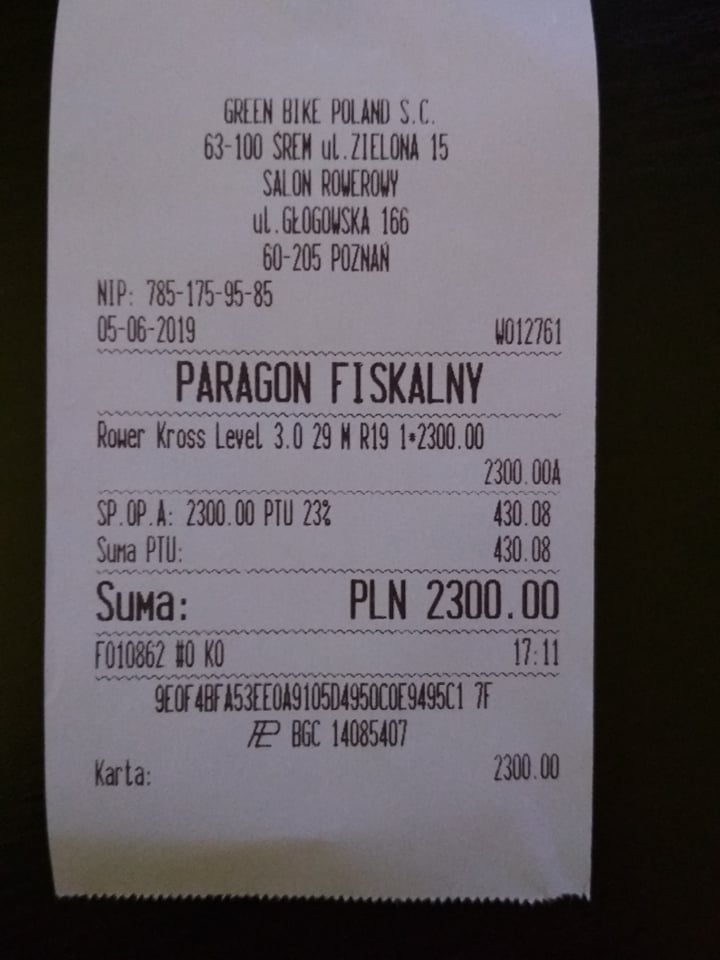 GREEN BIKE POLAND S.C.
63-100 ŚREM ul.ZIELONA 15
SALON ROWEROWY
ul.GŁOGOWSKA 166
60-205 POZNAŃ
NIP: 785-175-95-85
05-06-2019 W012761
PARAGON FISKALNY
Rower Kross Level 3.0 29 M R19 1*2300.00
2300.00A
SP.OP.A: 2300.00 PTU 23% 430.08
Suma PTU: 430.08
Suma: PLN 2300.00
F010862 #0 KO 17:11
9E0F4BFA53EE0A9105D4950C0E9495C1 7F
BGC 14085407
Karta: 2300.00